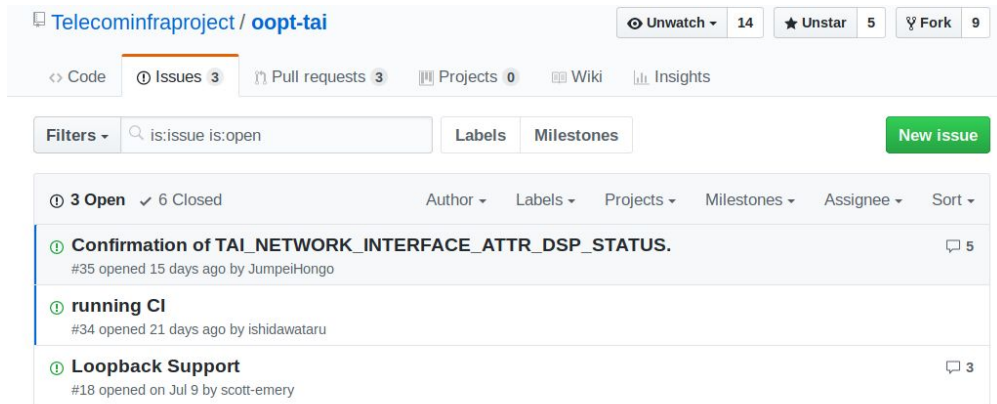 Telecominfraproject / oopt-tai Unwatch 14 Unstar 5 Fork 9
<> Code Issues 3 Pull requests 3 Projects 0 Wiki Insights
Filters is:issue is:open Labels Milestones New issue
3 Open 6 Closed Author Labels Projects Milestones Assignee Sort
Confirmation of TAI_NETWORK_INTERFACE_ATTR_DSP_STATUS. 5
#35 opened 15 days ago by JumpeiHongo
running CI
#34 opened 21 days ago by ishidawataru
Loopback Support 3
#18 opened on Jul 9 by scott-emery